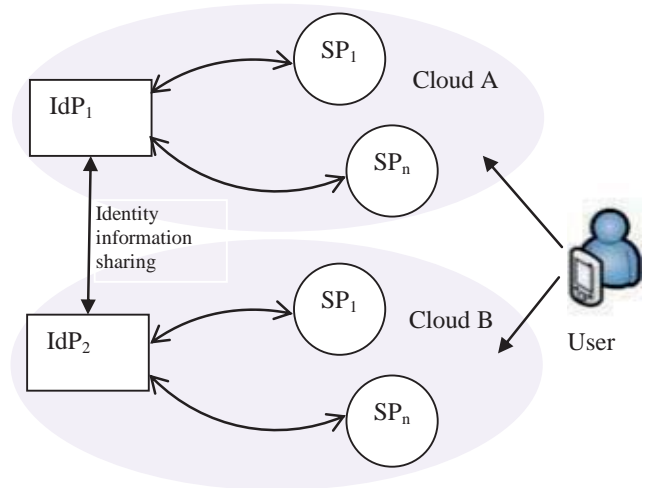 SP₁
Cloud A
IdP₁
SPₙ
Identity
information
sharing
SP₁
Cloud B
IdP₂
User
SPₙ